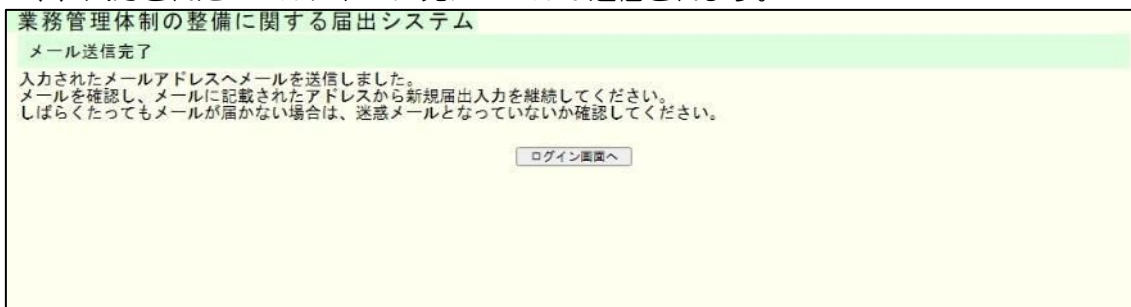 業務管理体制の整備に関する届出システム
メール送信完了
入力されたメールアドレスへメールを送信しました。
メールを確認し、メールに記載されたアドレスから新規届出入力を継続してください。
しばらくたってもメールが届かない場合は、迷惑メールとなっていないか確認してください。
ログイン画面へ